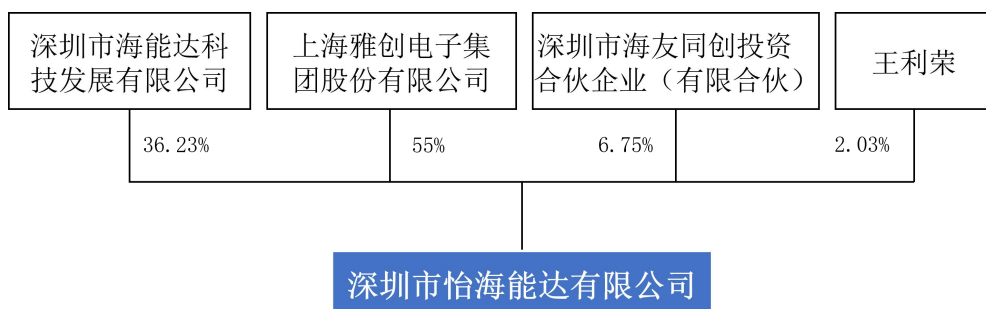 深圳市海能达科
技发展有限公司
上海雅创电子集
团股份有限公司
深圳市海友同创投资
合伙企业（有限合伙）
王利荣
36.23%
55%
6.75%
2.03%
深圳市怡海能达有限公司